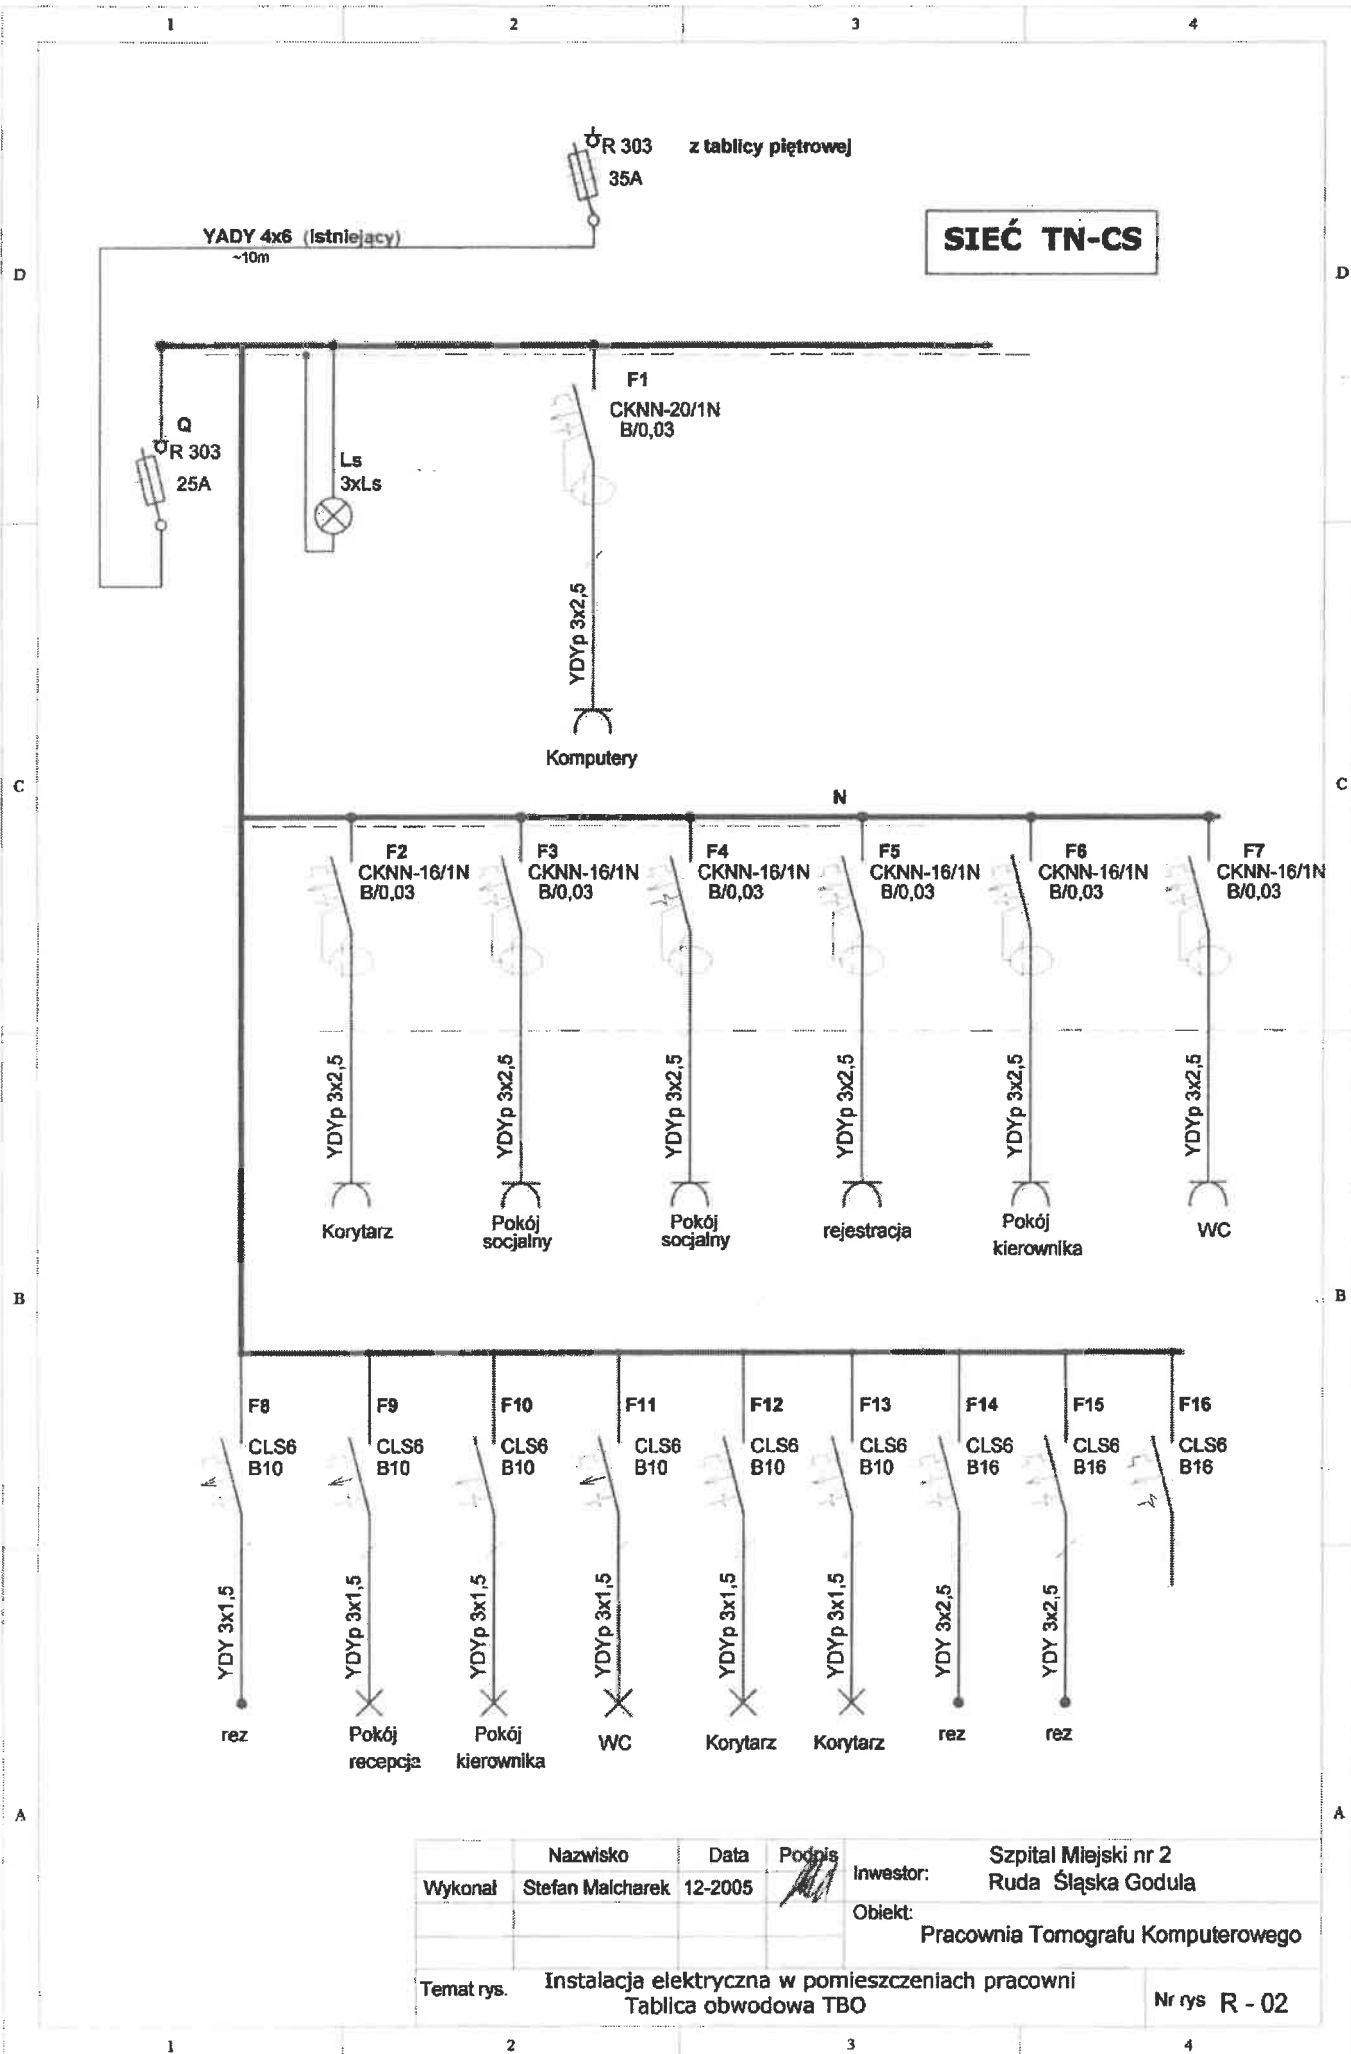 1 2 3 4
R 303 z tablicy piętrowej
35A
SIEĆ TN-CS
YADY 4x6 (istniejący)
~10m
D D
F1
CKNN-20/1N
B/0,03
Q
R 303
25A
Ls
3xLs
YDYp 3x2,5
Komputery
C C
N
F2 F3 F4 F5 F6 F7
CKNN-16/1N CKNN-16/1N CKNN-16/1N CKNN-16/1N CKNN-16/1N CKNN-16/1N
B/0,03 B/0,03 B/0,03 B/0,03 B/0,03 B/0,03
YDYp 3x2,5 YDYp 3x2,5 YDYp 3x2,5 YDYp 3x2,5 YDYp 3x2,5 YDYp 3x2,5
Korytarz Pokój socjalny Pokój socjalny rejestracja Pokój kierownika WC
B B
F8 F9 F10 F11 F12 F13 F14 F15 F16
CLS6 CLS6 CLS6 CLS6 CLS6 CLS6 CLS6 CLS6 CLS6
B10 B10 B10 B10 B10 B10 B16 B16 B16
YDY 3x1,5 YDYp 3x1,5 YDYp 3x1,5 YDYp 3x1,5 YDYp 3x1,5 YDYp 3x1,5 YDY 3x2,5 YDY 3x2,5
rez Pokój recepcja Pokój kierownika WC Korytarz Korytarz rez rez
A A
Nazwisko Data Podpis
Wykonał Stefan Malcharek 12-2005
Inwestor: Szpital Miejski nr 2
Ruda Śląska Godula
Obiekt:
Pracownia Tomografu Komputerowego
Temat rys. Instalacja elektryczna w pomieszczeniach pracowni
Tablica obwodowa TBO
Nr rys R - 02
1 2 3 4